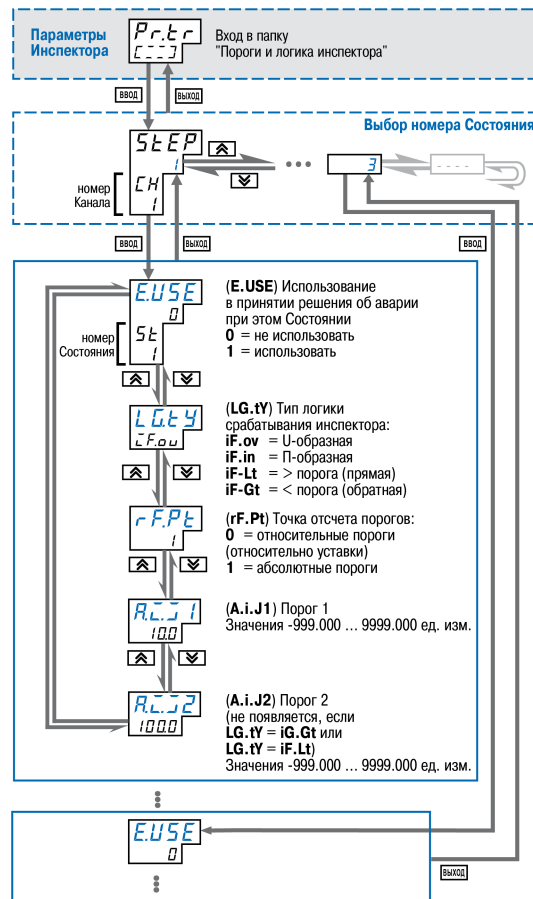 Параметры
Инспектора
Pr.tr
[---]
Вход в папку
"Пороги и логика инспектора"
ВВОД
ВЫХОД
Выбор номера Состояния
StEP
1
СН
1
номер
Канала
•••
3
----
ВВОД
ВЫХОД
ВВОД
E.USE
0
St
1
номер
Состояния
(E.USE) Использование
в принятии решения об аварии
при этом Состоянии
0 = не использовать
1 = использовать
LG.tY
iF.ov
(LG.tY) Тип логики
срабатывания инспектора:
iF.ov = U-образная
iF.in = П-образная
iF-Lt = > порога (прямая)
iF-Gt = < порога (обратная)
rF.Pt
1
(rF.Pt) Точка отсчета порогов:
0 = относительные пороги
(относительно уставки)
1 = абсолютные пороги
A.i.J1
10.0
(A.i.J1) Порог 1
Значения -999.000 ... 9999.000 ед. изм.
A.i.J2
100.0
(A.i.J2) Порог 2
(не появляется, если
LG.tY = iG.Gt или
LG.tY = iF.Lt)
Значения -999.000 ... 9999.000 ед. изм.
E.USE
0
ВЫХОД